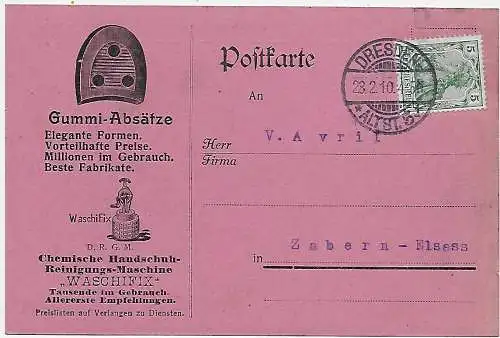 Gummi-Absätze
Elegante Formen.
Vorteilhafte Preise.
Millionen im Gebrauch.
Beste Fabrikate.
WaschiFix
D. R. G. M.
Chemische Handschuh-
Reinigungs-Maschine
„WASCHIFIX“
Tausende im Gebrauch.
Allererste Empfehlungen.
Preislisten auf Verlangen zu Diensten.
Postkarte
An
Herr V. Avril
Firma
in Zabern-Elsass
DRESDEN
23.2.10.
ALTST.
5
5